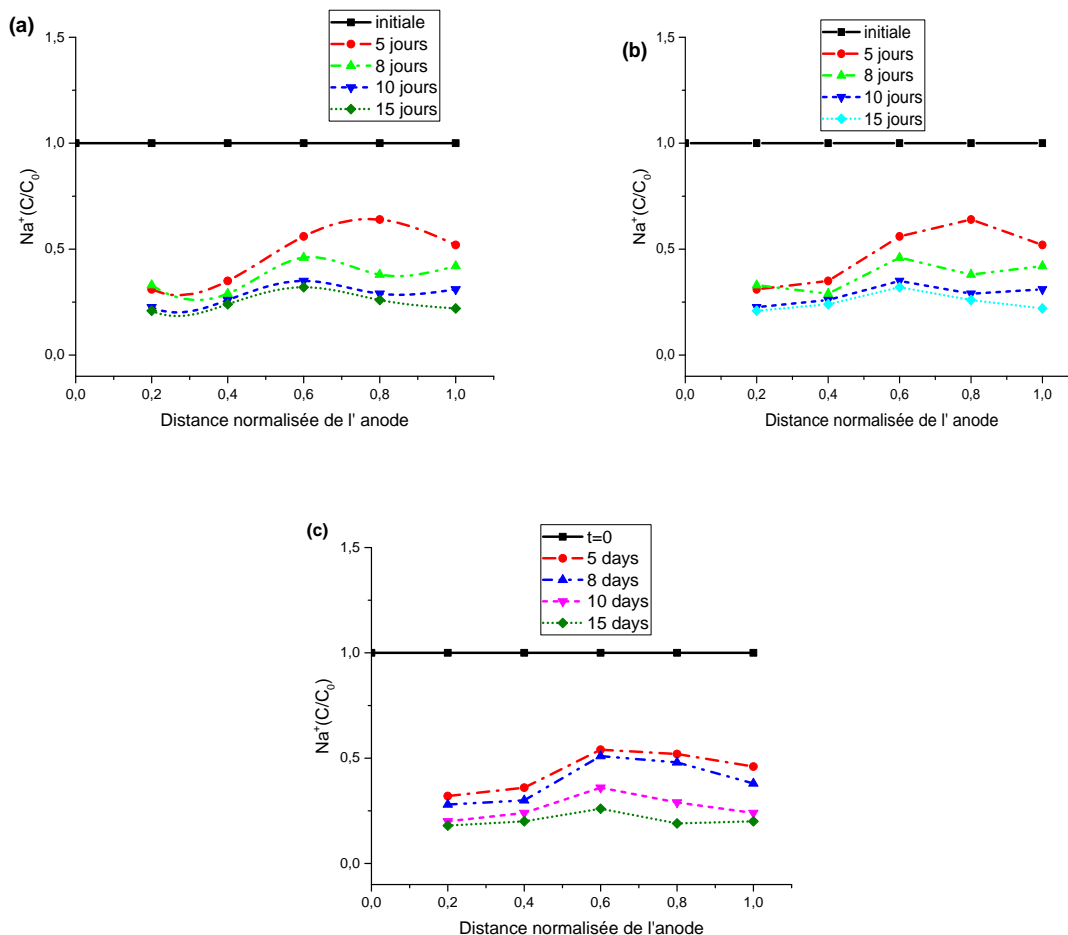 (a)
initiale
5 jours
8 jours
10 jours
15 jours
1,5
1,0
0,5
0,0
Na⁺(C/C₀)
0,0 0,2 0,4 0,6 0,8 1,0
Distance normalisée de l' anode
(b)
initiale
5 jours
8 jours
10 jours
15 jours
1,5
1,0
0,5
0,0
Na⁺(C/C₀)
0,0 0,2 0,4 0,6 0,8 1,0
Distance normalisée de l' anode
(c)
t=0
5 days
8 days
10 days
15 days
1,5
1,0
0,5
0,0
Na⁺(C/C₀)
0,0 0,2 0,4 0,6 0,8 1,0
Distance normalisée de l'anode